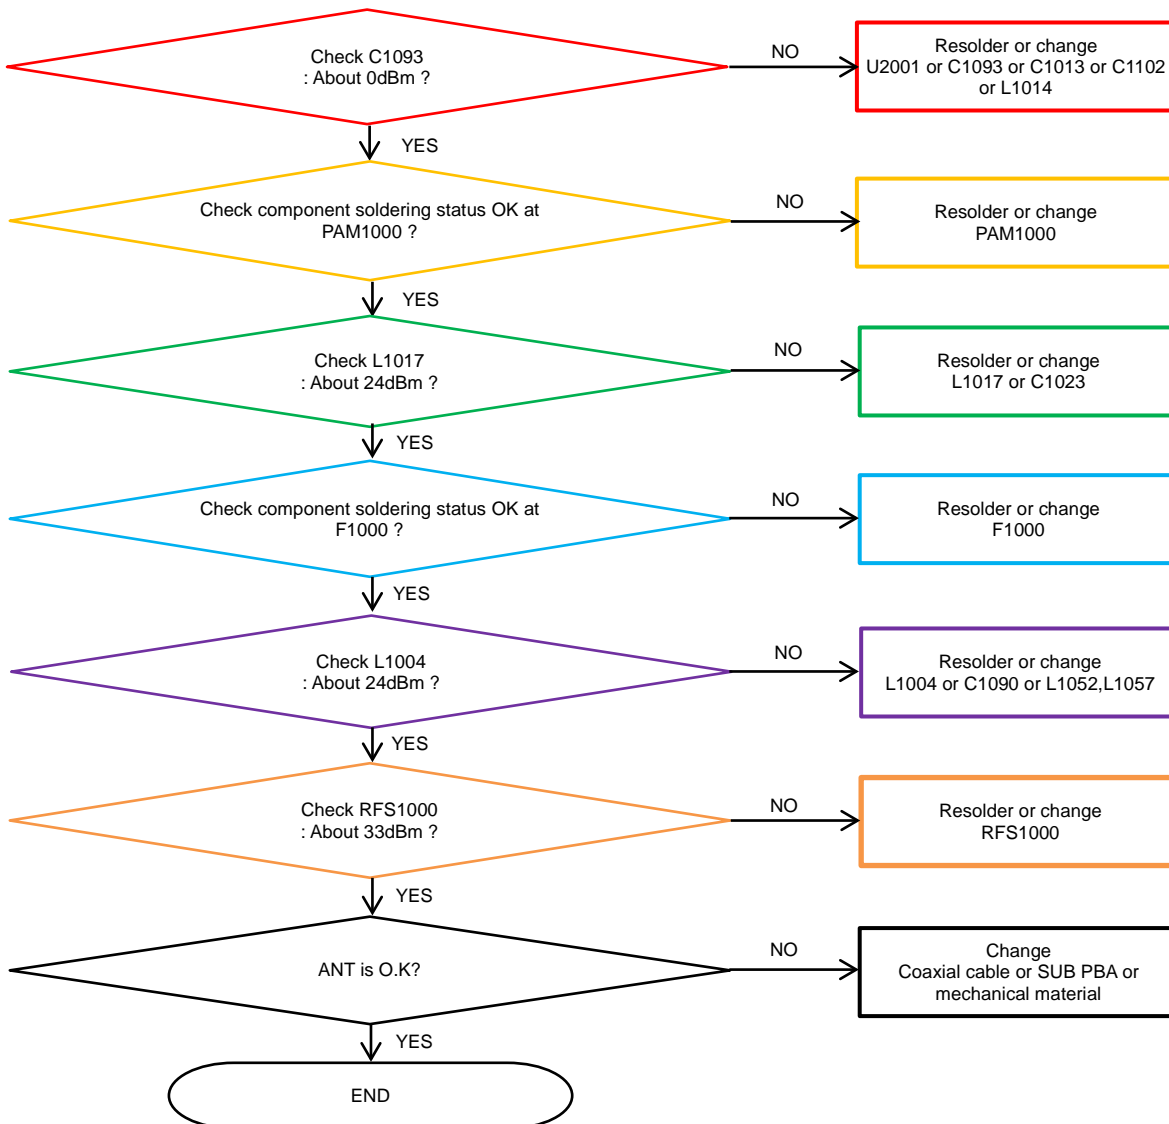 Check C1093
: About 0dBm ?
NO
Resolder or change
U2001 or C1093 or C1013 or C1102
or L1014
YES
Check component soldering status OK at
PAM1000 ?
NO
Resolder or change
PAM1000
YES
Check L1017
: About 24dBm ?
NO
Resolder or change
L1017 or C1023
YES
Check component soldering status OK at
F1000 ?
NO
Resolder or change
F1000
YES
Check L1004
: About 24dBm ?
NO
Resolder or change
L1004 or C1090 or L1052,L1057
YES
Check RFS1000
: About 33dBm ?
NO
Resolder or change
RFS1000
YES
ANT is O.K?
NO
Change
Coaxial cable or SUB PBA or
mechanical material
YES
END